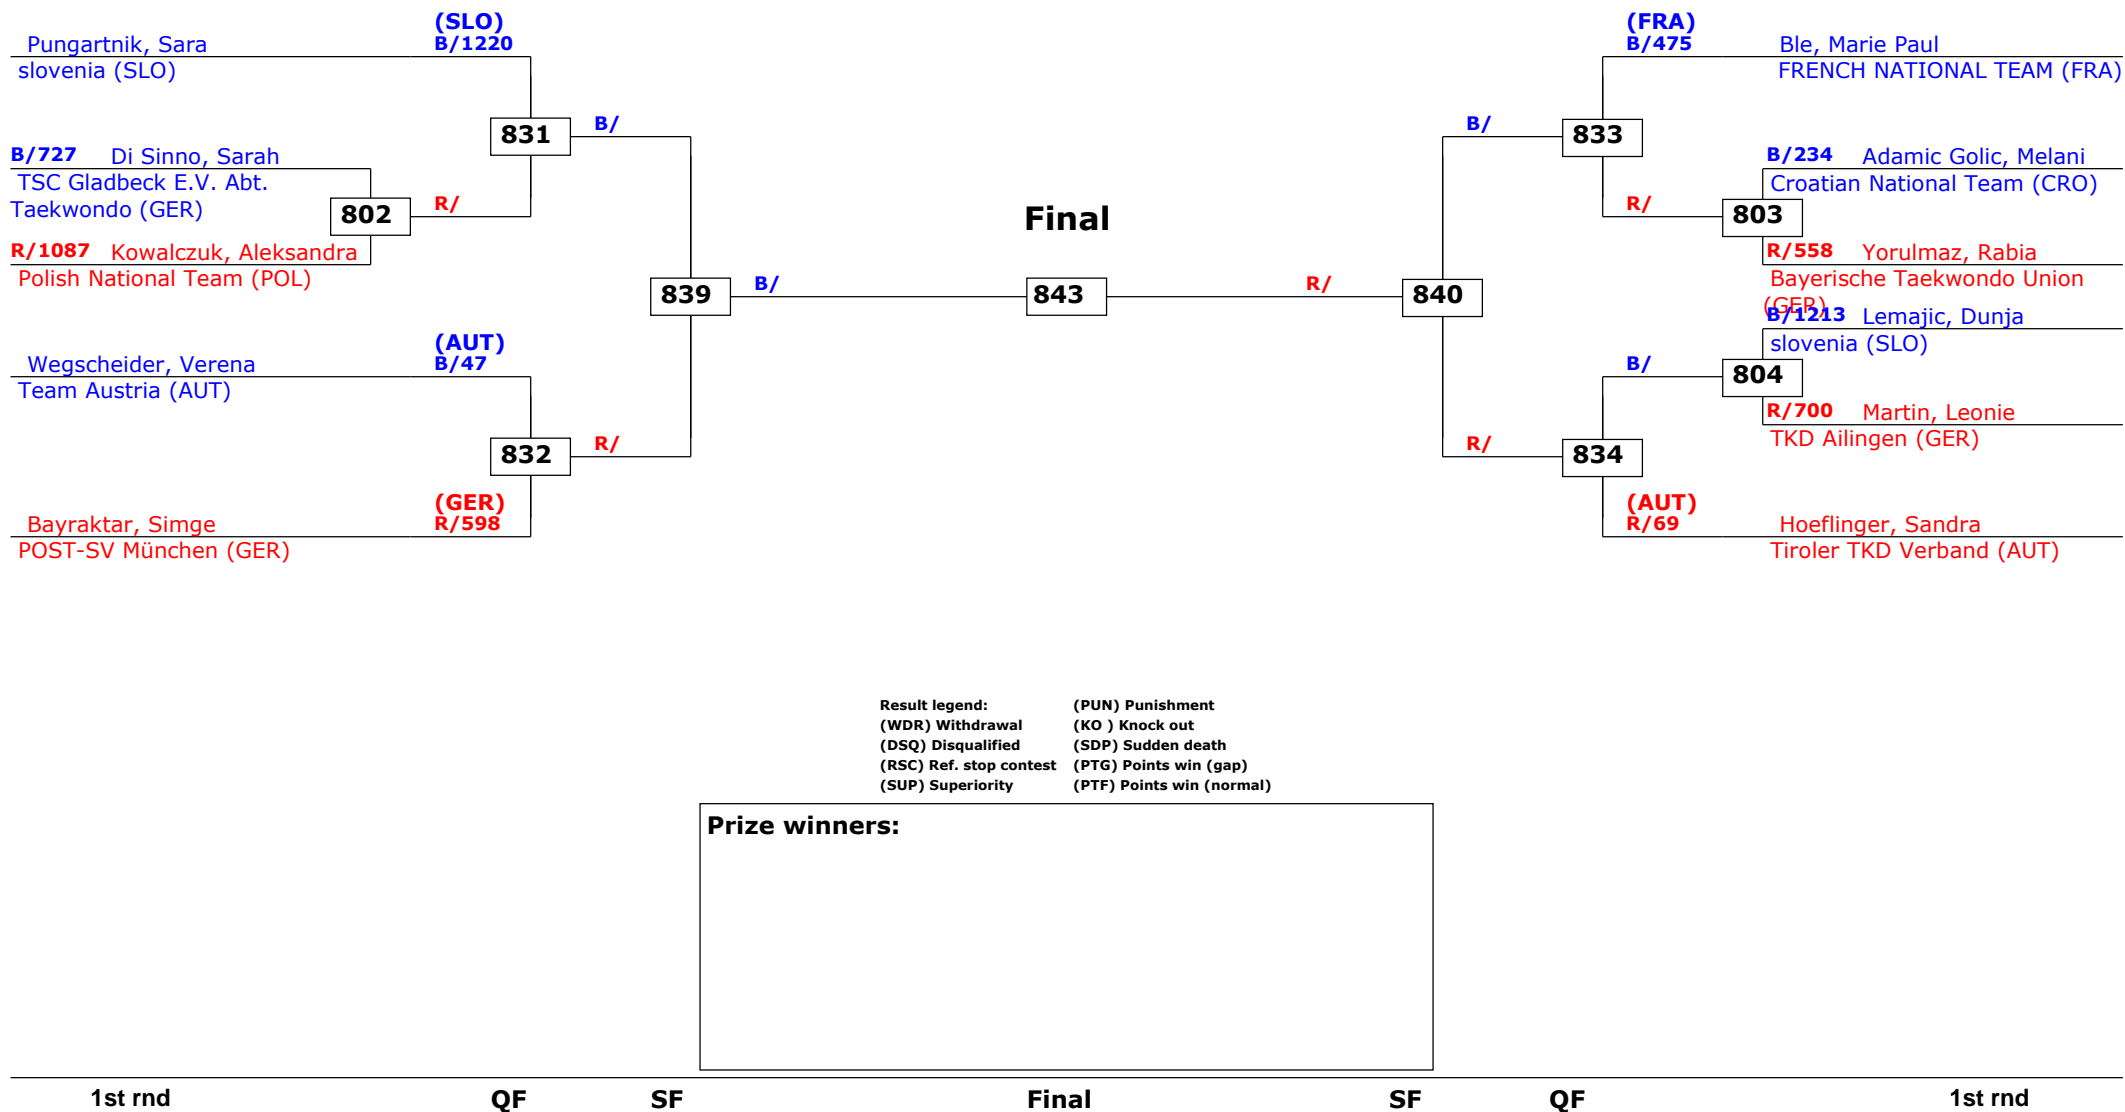 (SLO)
B/1220
Pungartnik, Sara
slovenia (SLO)
831
B/
B/727 Di Sinno, Sarah
TSC Gladbeck E.V. Abt.
Taekwondo (GER)
802
R/
R/1087 Kowalczuk, Aleksandra
Polish National Team (POL)
839
B/
(AUT)
B/47
Wegscheider, Verena
Team Austria (AUT)
832
R/
(GER)
R/598
Bayraktar, Simge
POST-SV München (GER)
Final
843
(FRA)
B/475
Ble, Marie Paul
FRENCH NATIONAL TEAM (FRA)
B/
833
B/234 Adamic Golic, Melani
Croatian National Team (CRO)
R/
803
R/558 Yorulmaz, Rabia
Bayerische Taekwondo Union
(GER)
R/
840
B/1213 Lemajic, Dunja
slovenia (SLO)
B/
804
R/700 Martin, Leonie
TKD Ailingen (GER)
R/
834
(AUT)
R/69
Hoeflinger, Sandra
Tiroler TKD Verband (AUT)
Result legend: (PUN) Punishment
(WDR) Withdrawal (KO ) Knock out
(DSQ) Disqualified (SDP) Sudden death
(RSC) Ref. stop contest (PTG) Points win (gap)
(SUP) Superiority (PTF) Points win (normal)
Prize winners:
1st rnd QF SF Final SF QF 1st rnd